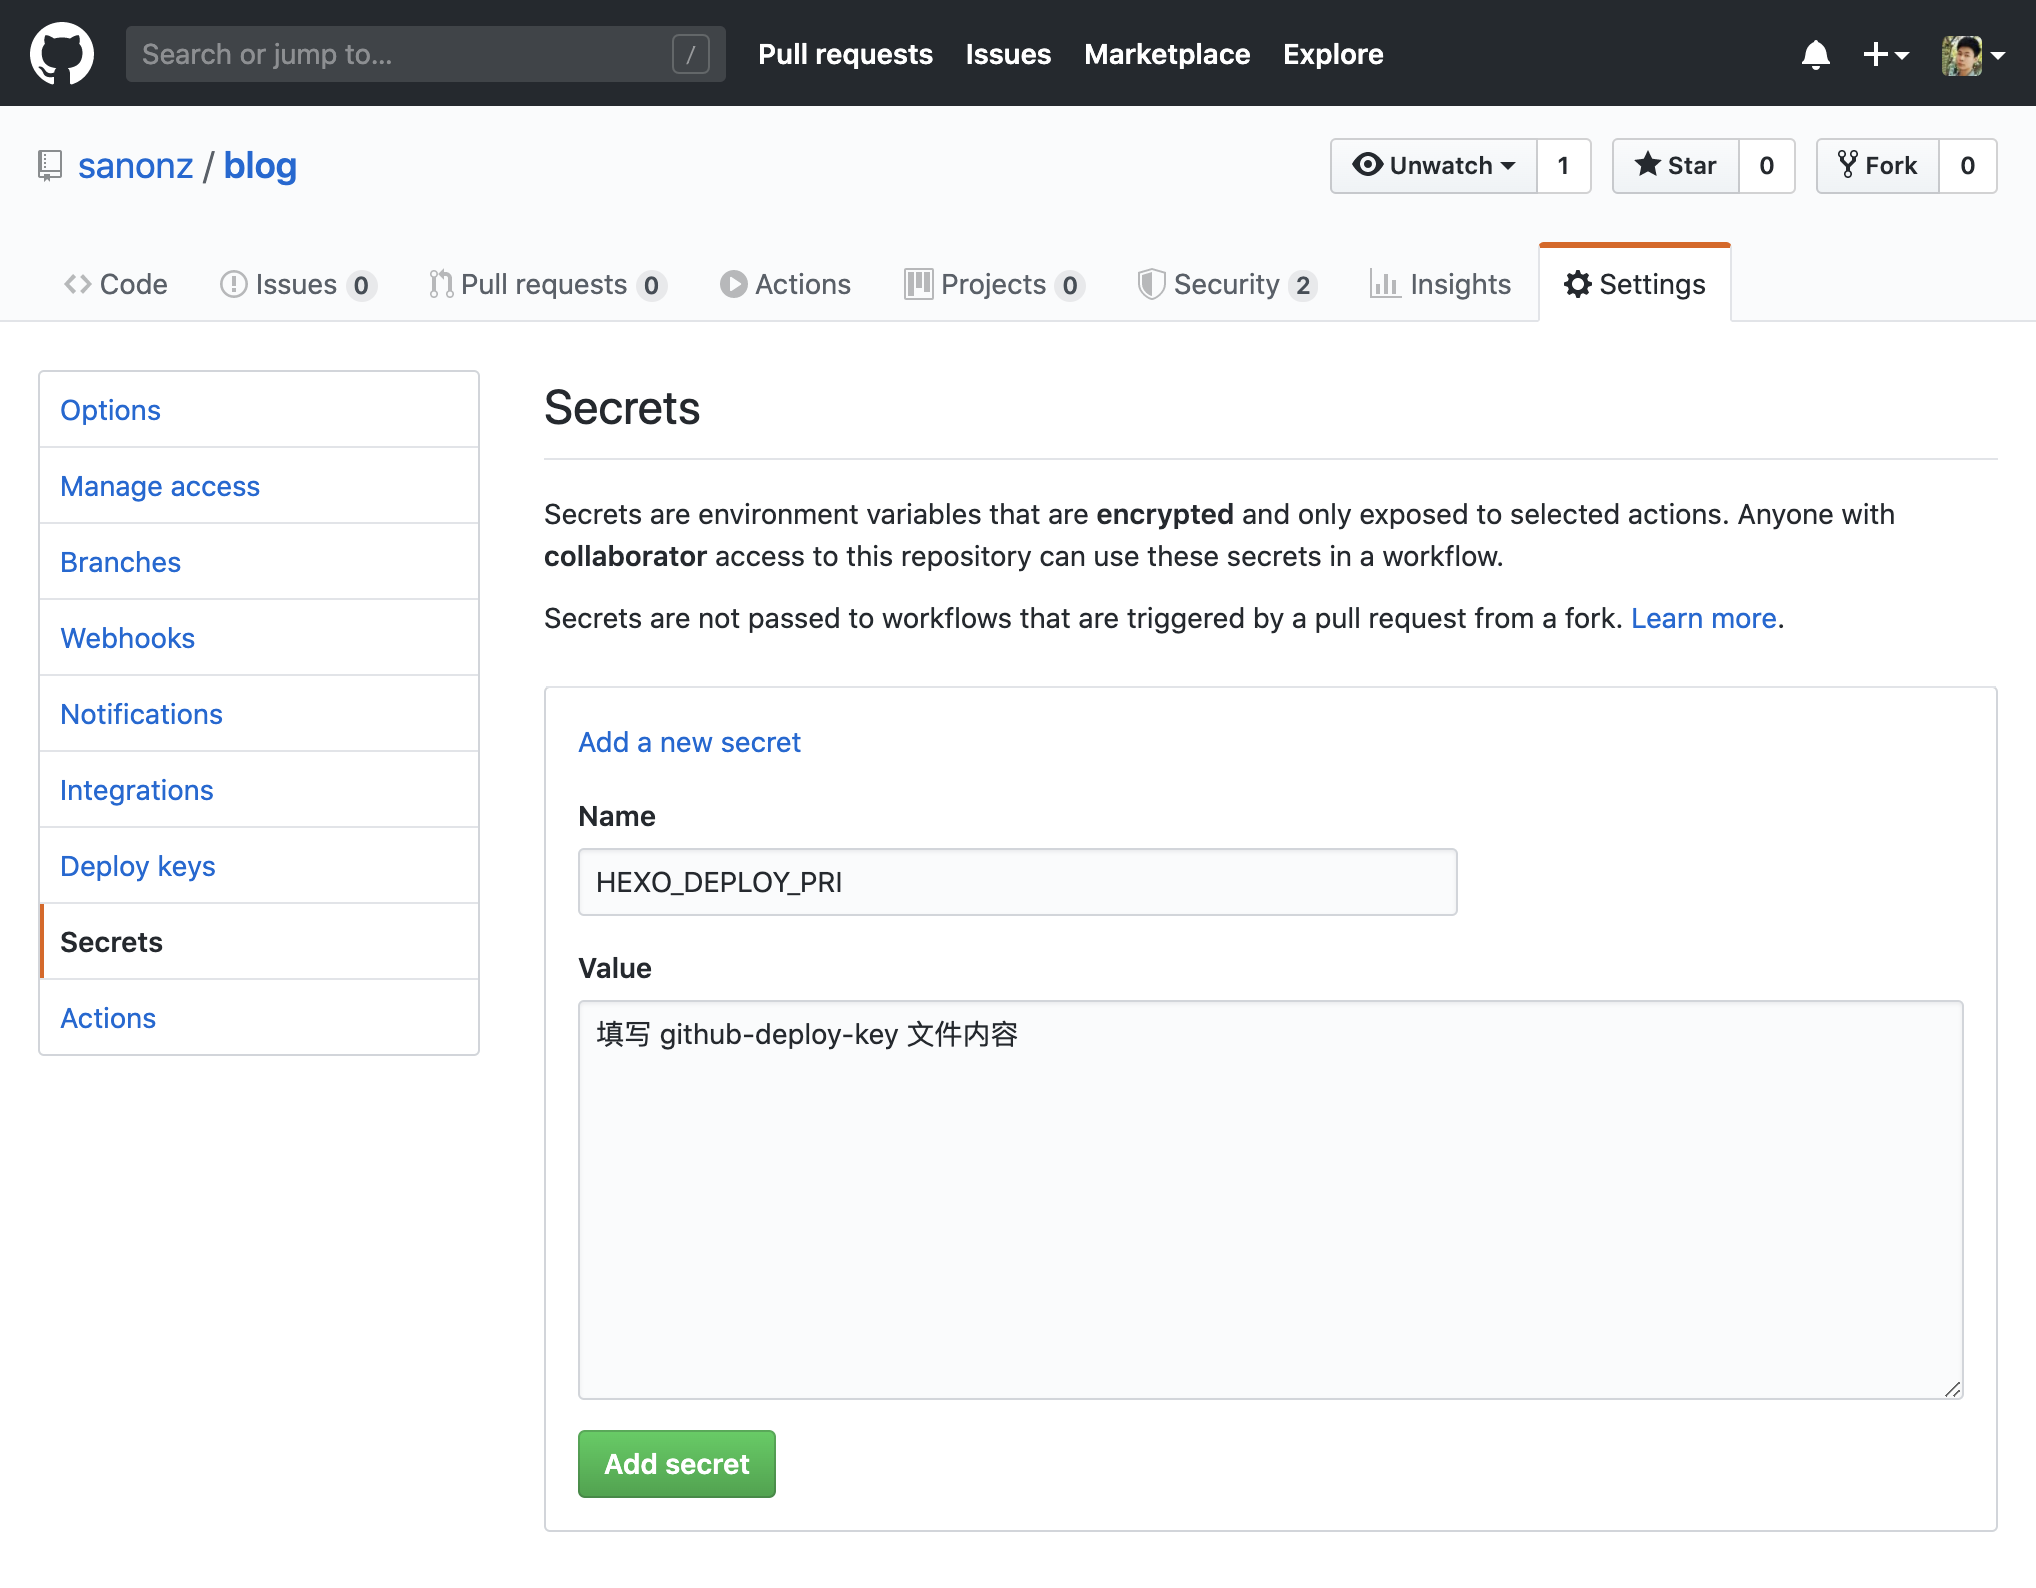 Search or jump to... /
Pull requests Issues Marketplace Explore
sanonz / blog
Unwatch 1 Star 0 Fork 0
Code Issues 0 Pull requests 0 Actions Projects 0 Security 2 Insights Settings
Options
Manage access
Branches
Webhooks
Notifications
Integrations
Deploy keys
Secrets
Actions
Secrets
Secrets are environment variables that are encrypted and only exposed to selected actions. Anyone with
collaborator access to this repository can use these secrets in a workflow.
Secrets are not passed to workflows that are triggered by a pull request from a fork. Learn more.
Add a new secret
Name
HEXO_DEPLOY_PRI
Value
填写 github-deploy-key 文件内容
Add secret